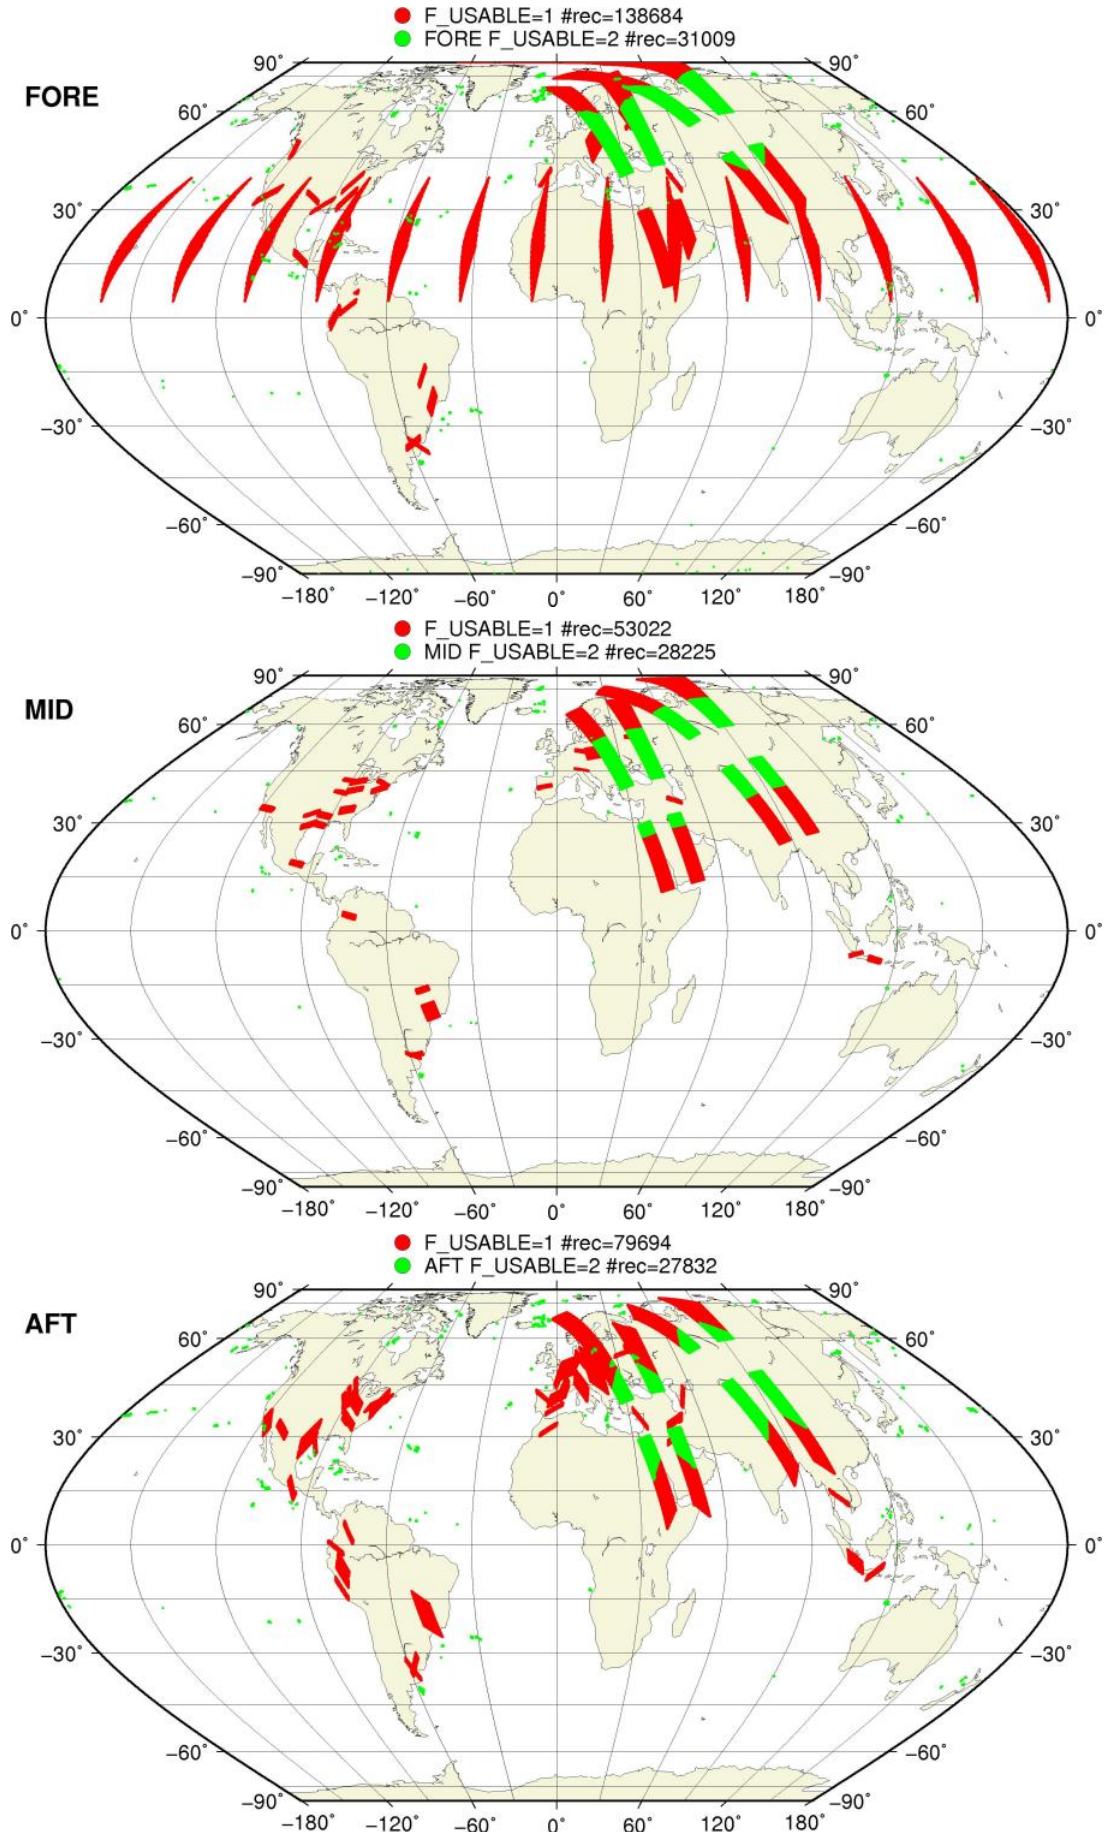 F_USABLE=1 #rec=138684
FORE F_USABLE=2 #rec=31009
FORE
90° 90°
60° 60°
30° 30°
0° 0°
−30° −30°
−60° −60°
−90° −90°
−180° −120° −60° 0° 60° 120° 180°
F_USABLE=1 #rec=53022
MID F_USABLE=2 #rec=28225
MID
90° 90°
60° 60°
30° 30°
0° 0°
−30° −30°
−60° −60°
−90° −90°
−180° −120° −60° 0° 60° 120° 180°
F_USABLE=1 #rec=79694
AFT F_USABLE=2 #rec=27832
AFT
90° 90°
60° 60°
30° 30°
0° 0°
−30° −30°
−60° −60°
−90° −90°
−180° −120° −60° 0° 60° 120° 180°